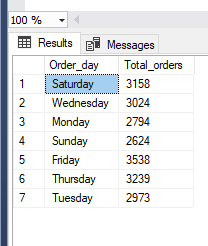 100 %
Results Messages
Order_day Total_orders
1 Saturday 3158
2 Wednesday 3024
3 Monday 2794
4 Sunday 2624
5 Friday 3538
6 Thursday 3239
7 Tuesday 2973